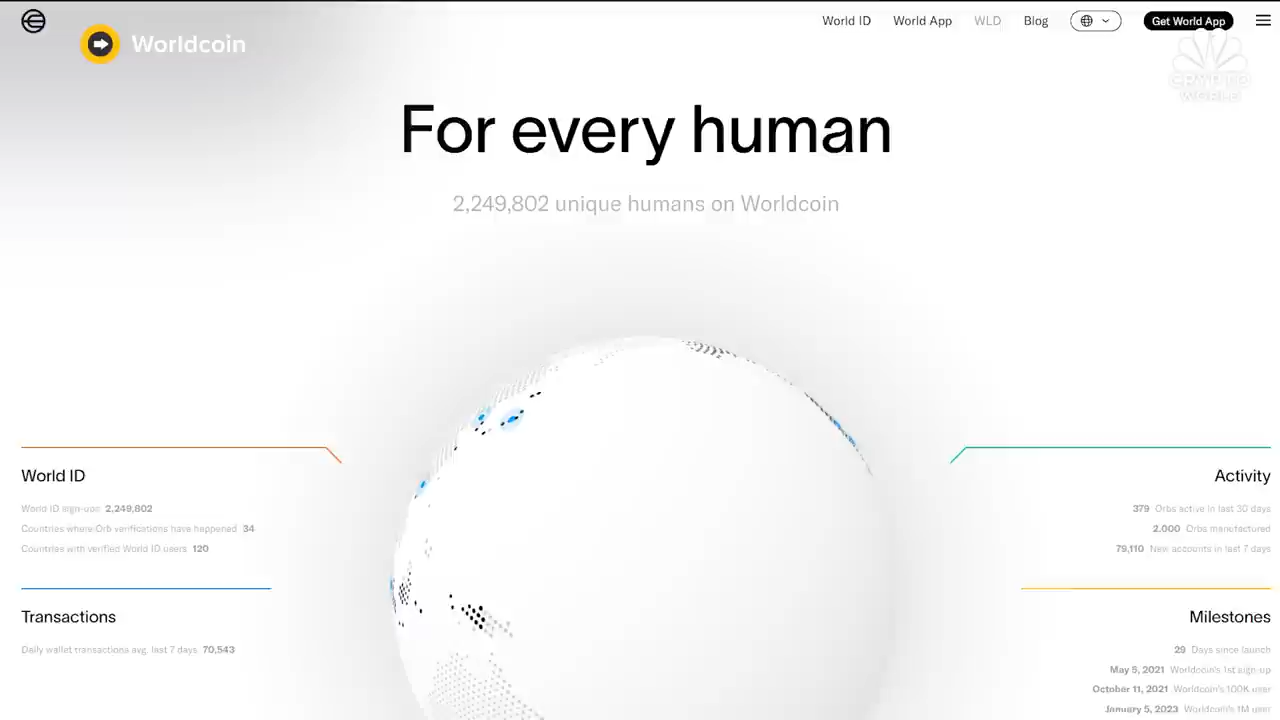 World ID World App WLD Blog Get World App
Worldcoin
CRYPTO
WORLD
For every human
2,249,802 unique humans on Worldcoin
World ID
World ID sign-ups 2,249,802
Countries where Orb verifications have happened 34
Countries with verified World ID users 120
Transactions
Daily wallet transactions avg. last 7 days 70,543
Activity
379 Orbs active in last 30 days
2,000 Orbs manufactured
79,110 New accounts in last 7 days
Milestones
29 Days since launch
May 5, 2021 Worldcoin's 1st sign-up
October 11, 2021 Worldcoin's 100K user
January 5, 2023 Worldcoin's 1M user